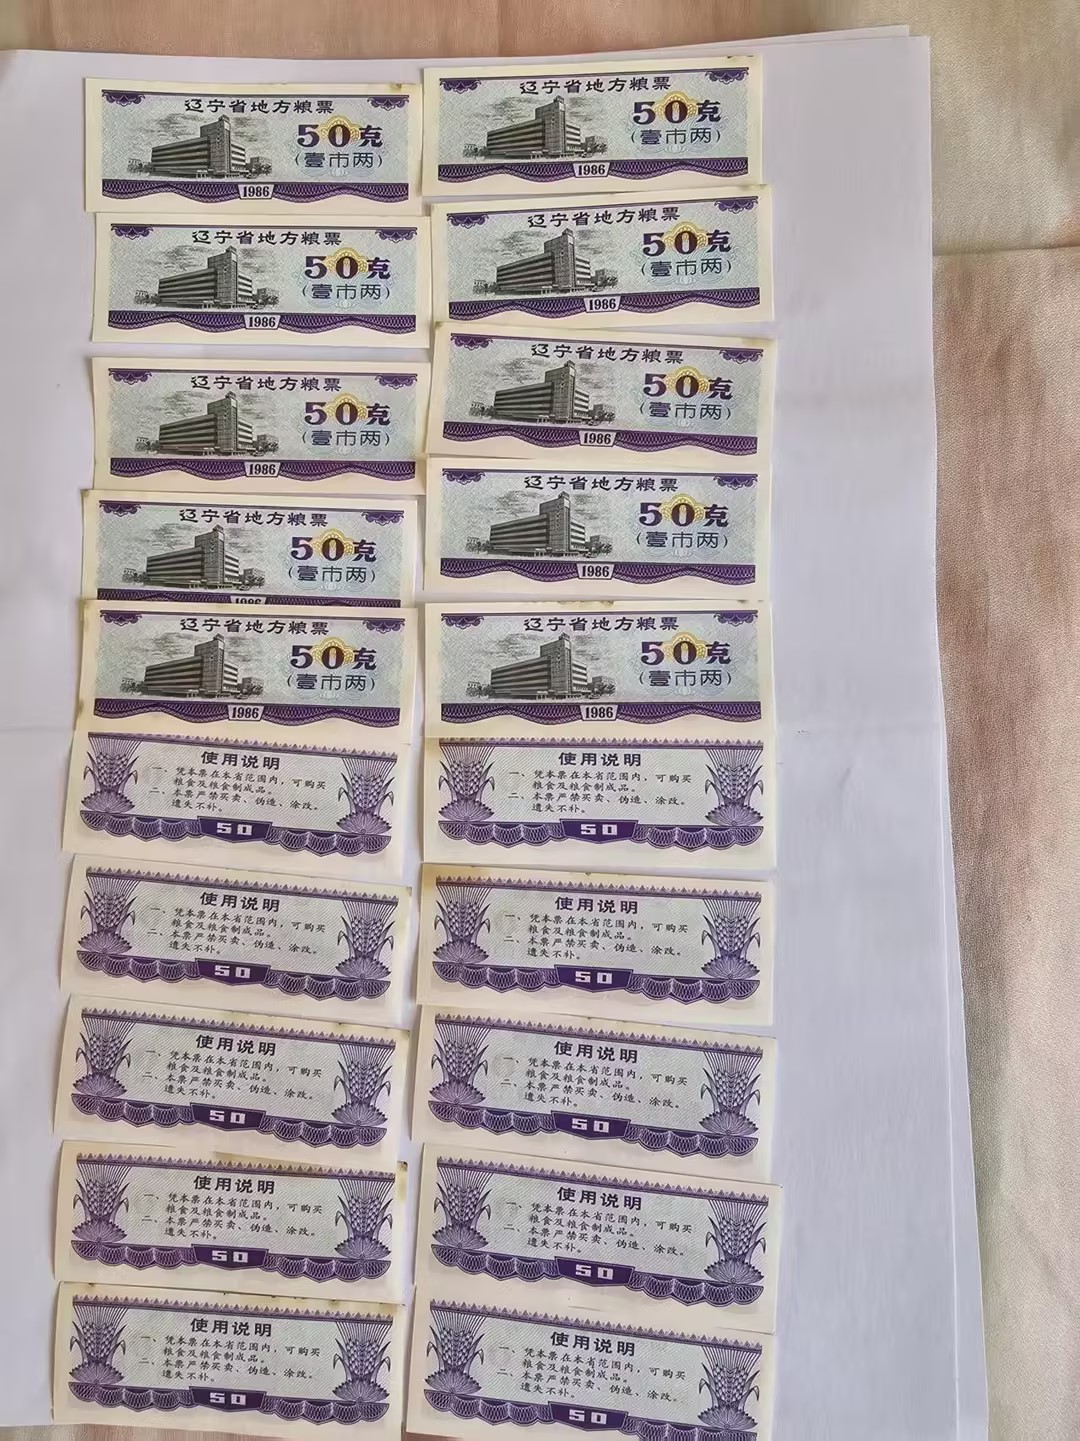 辽宁省地方粮票
50克
(壹市两)
1986
辽宁省地方粮票
50克
(壹市两)
1986
辽宁省地方粮票
50克
(壹市两)
1986
辽宁省地方粮票
50克
(壹市两)
1986
辽宁省地方粮票
50克
(壹市两)
1986
辽宁省地方粮票
50克
(壹市两)
1986
辽宁省地方粮票
50克
(壹市两)
1986
辽宁省地方粮票
50克
(壹市两)
1986
辽宁省地方粮票
50克
(壹市两)
1986
辽宁省地方粮票
50克
(壹市两)
1986
使用说明
一、凭本票在本省范围内，可购买
粮食及粮食制成品。
二、本票严禁买卖、伪造、涂改。
遗失不补。
50
使用说明
一、凭本票在本省范围内，可购买
粮食及粮食制成品。
二、本票严禁买卖、伪造、涂改。
遗失不补。
50
使用说明
一、凭本票在本省范围内，可购买
粮食及粮食制成品。
二、本票严禁买卖、伪造、涂改。
遗失不补。
50
使用说明
一、凭本票在本省范围内，可购买
粮食及粮食制成品。
二、本票严禁买卖、伪造、涂改。
遗失不补。
50
使用说明
一、凭本票在本省范围内，可购买
粮食及粮食制成品。
二、本票严禁买卖、伪造、涂改。
遗失不补。
50
使用说明
一、凭本票在本省范围内，可购买
粮食及粮食制成品。
二、本票严禁买卖、伪造、涂改。
遗失不补。
50
使用说明
一、凭本票在本省范围内，可购买
粮食及粮食制成品。
二、本票严禁买卖、伪造、涂改。
遗失不补。
50
使用说明
一、凭本票在本省范围内，可购买
粮食及粮食制成品。
二、本票严禁买卖、伪造、涂改。
遗失不补。
50
使用说明
一、凭本票在本省范围内，可购买
粮食及粮食制成品。
二、本票严禁买卖、伪造、涂改。
遗失不补。
50
使用说明
一、凭本票在本省范围内，可购买
粮食及粮食制成品。
二、本票严禁买卖、伪造、涂改。
遗失不补。
50